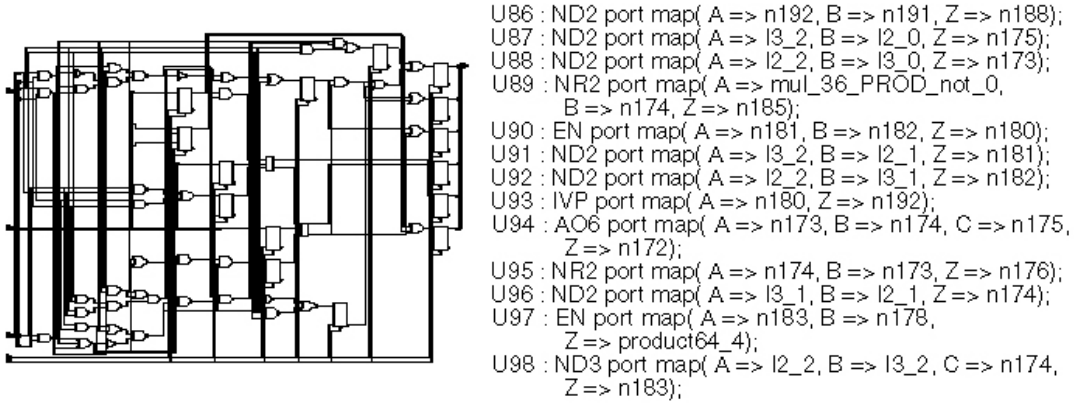 U86 : ND2 port map( A => n192, B => n191, Z => n188);
U87 : ND2 port map( A => I3_2, B => I2_0, Z => n175);
U88 : ND2 port map( A => I2_2, B => I3_0, Z => n173);
U89 : NR2 port map( A => mul_36_PROD_not_0,
B => n174, Z => n185);
U90 : EN port map( A => n181, B => n182, Z => n180);
U91 : ND2 port map( A => I3_2, B => I2_1, Z => n181);
U92 : ND2 port map( A => I2_2, B => I3_1, Z => n182);
U93 : IVP port map( A => n180, Z => n192);
U94 : AO6 port map( A => n173, B => n174, C => n175,
Z => n172);
U95 : NR2 port map( A => n174, B => n173, Z => n176);
U96 : ND2 port map( A => I3_1, B => I2_1, Z => n174);
U97 : EN port map( A => n183, B => n178,
Z => product64_4);
U98 : ND3 port map( A => I2_2, B => I3_2, C => n174,
Z => n183);